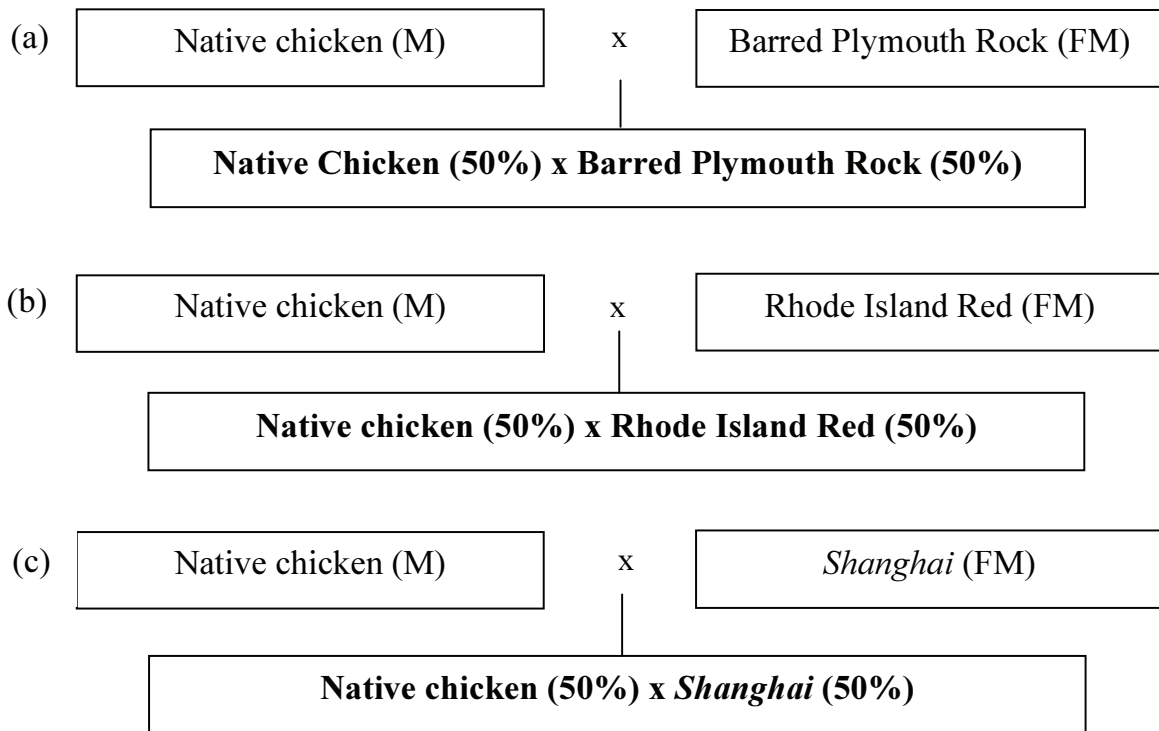 (a) Native chicken (M) x Barred Plymouth Rock (FM)
Native Chicken (50%) x Barred Plymouth Rock (50%)
(b) Native chicken (M) x Rhode Island Red (FM)
Native chicken (50%) x Rhode Island Red (50%)
(c) Native chicken (M) x Shanghai (FM)
Native chicken (50%) x Shanghai (50%)